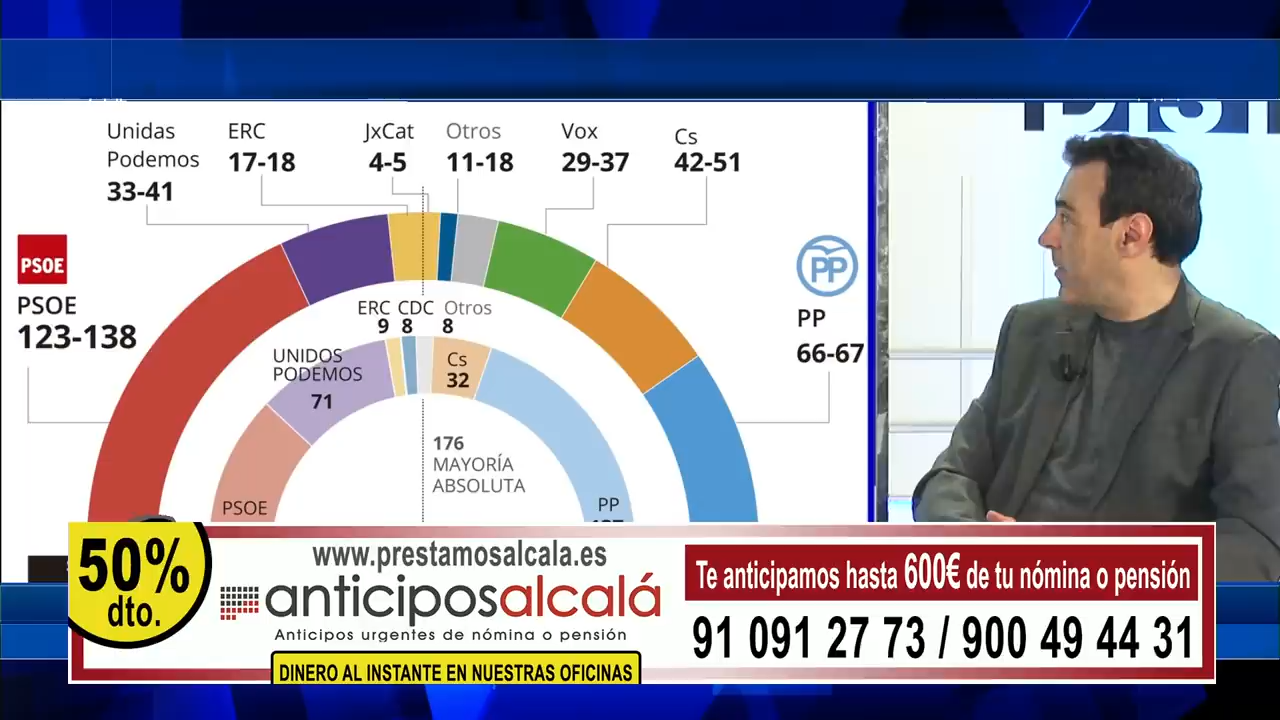 Unidas
Podemos
33-41
ERC
17-18
JxCat
4-5
Otros
11-18
Vox
29-37
Cs
42-51
PSOE
PSOE
123-138
PP
PP
66-67
ERC
9
CDC
8
Otros
8
UNIDOS
PODEMOS
71
Cs
32
176
MAYORÍA
ABSOLUTA
PSOE
PP
50%
dto.
www.prestamosalcala.es
anticiposalcalá
Anticipos urgentes de nómina o pensión
DINERO AL INSTANTE EN NUESTRAS OFICINAS
Te anticipamos hasta 600€ de tu nómina o pensión
91 091 27 73 / 900 49 44 31